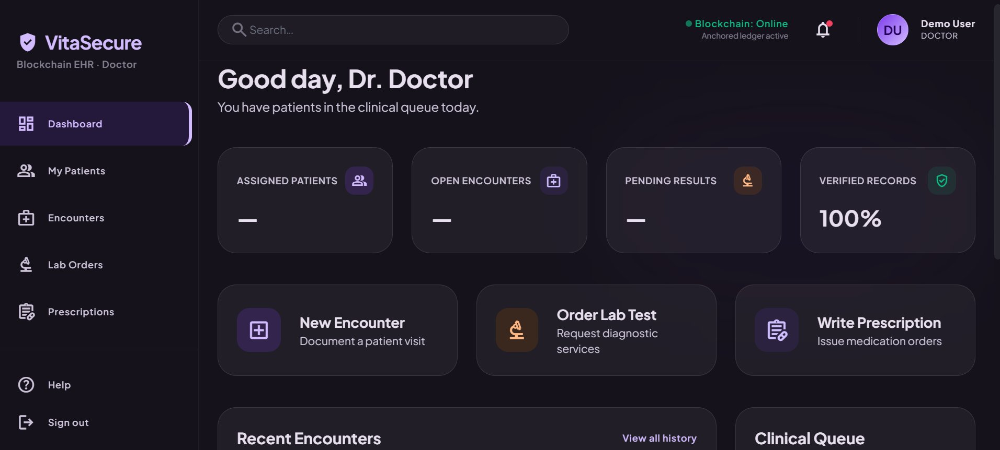 VitaSecure
Blockchain EHR · Doctor
Dashboard
My Patients
Encounters
Lab Orders
Prescriptions
Help
Sign out
Search...
Blockchain: Online
Anchored ledger active
DU
Demo User
DOCTOR
Good day, Dr. Doctor
You have patients in the clinical queue today.
ASSIGNED PATIENTS
—
OPEN ENCOUNTERS
—
PENDING RESULTS
—
VERIFIED RECORDS
100%
New Encounter
Document a patient visit
Order Lab Test
Request diagnostic
services
Write Prescription
Issue medication orders
Recent Encounters
View all history
Clinical Queue